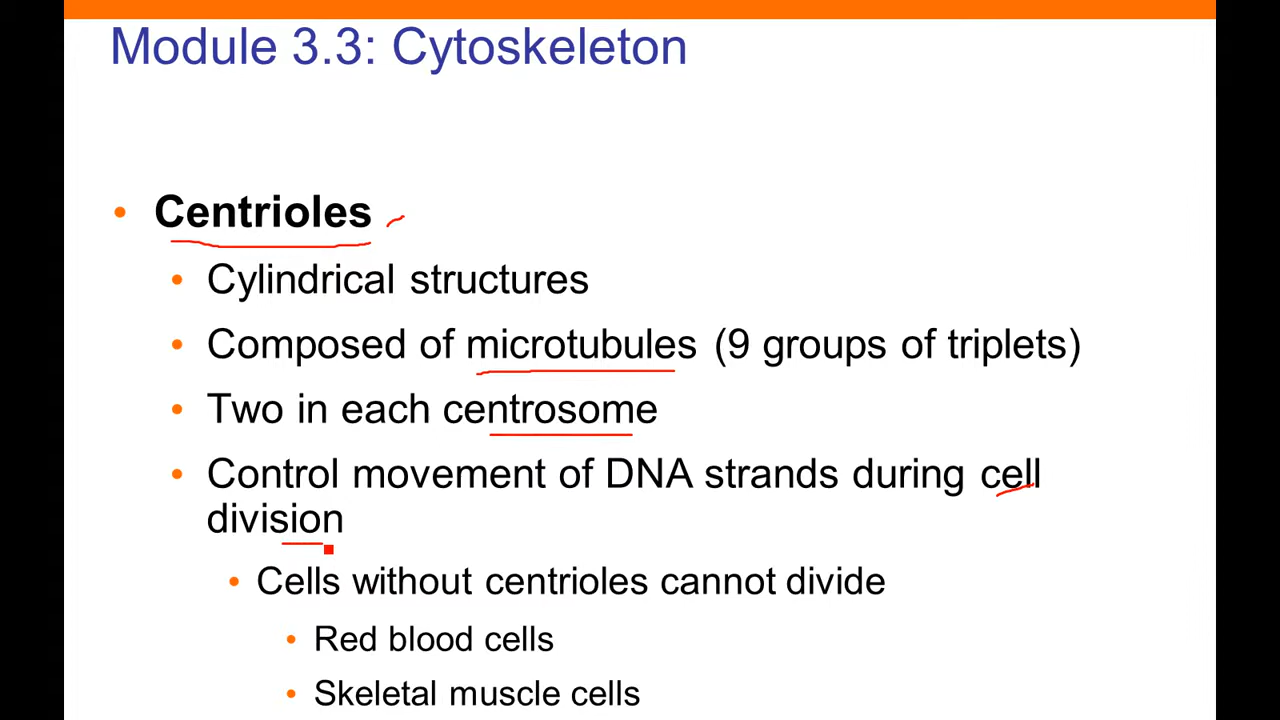 Module 3.3: Cytoskeleton
• Centrioles
• Cylindrical structures
• Composed of microtubules (9 groups of triplets)
• Two in each centrosome
• Control movement of DNA strands during cell
division
• Cells without centrioles cannot divide
• Red blood cells
• Skeletal muscle cells